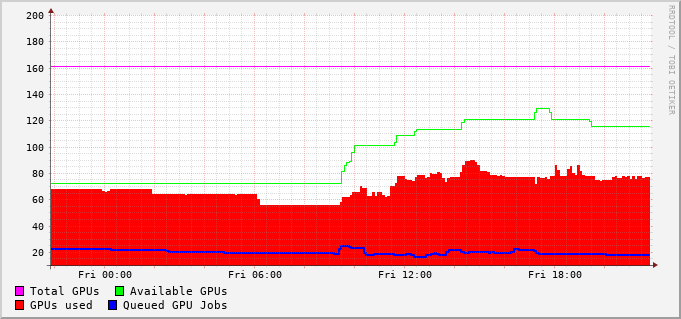 200
180
160
140
120
100
80
60
40
20
Fri 00:00 Fri 06:00 Fri 12:00 Fri 18:00
Total GPUs Available GPUs
GPUs used Queued GPU Jobs
RRDTOOL / TOBI OETIKER